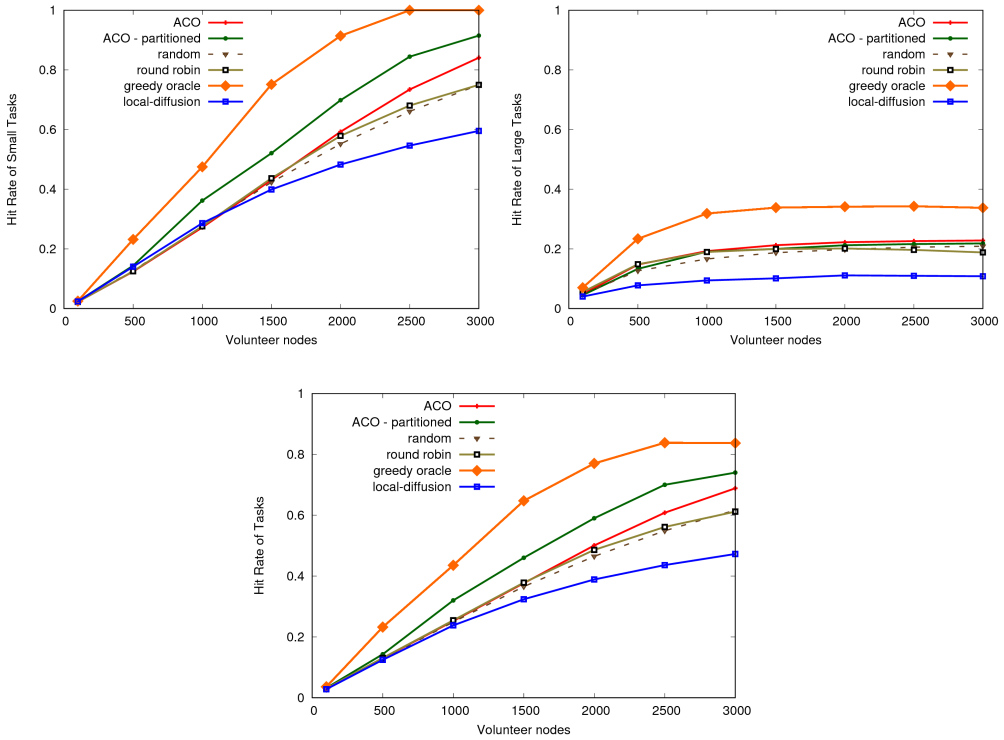 1
0.8
0.6
0.4
0.2
0
Hit Rate of Small Tasks
ACO
ACO - partitioned
random
round robin
greedy oracle
local-diffusion
0 500 1000 1500 2000 2500 3000
Volunteer nodes
1
0.8
0.6
0.4
0.2
0
Hit Rate of Large Tasks
ACO
ACO - partitioned
random
round robin
greedy oracle
local-diffusion
0 500 1000 1500 2000 2500 3000
Volunteer nodes
1
0.8
0.6
0.4
0.2
0
Hit Rate of Tasks
ACO
ACO - partitioned
random
round robin
greedy oracle
local-diffusion
0 500 1000 1500 2000 2500 3000
Volunteer nodes